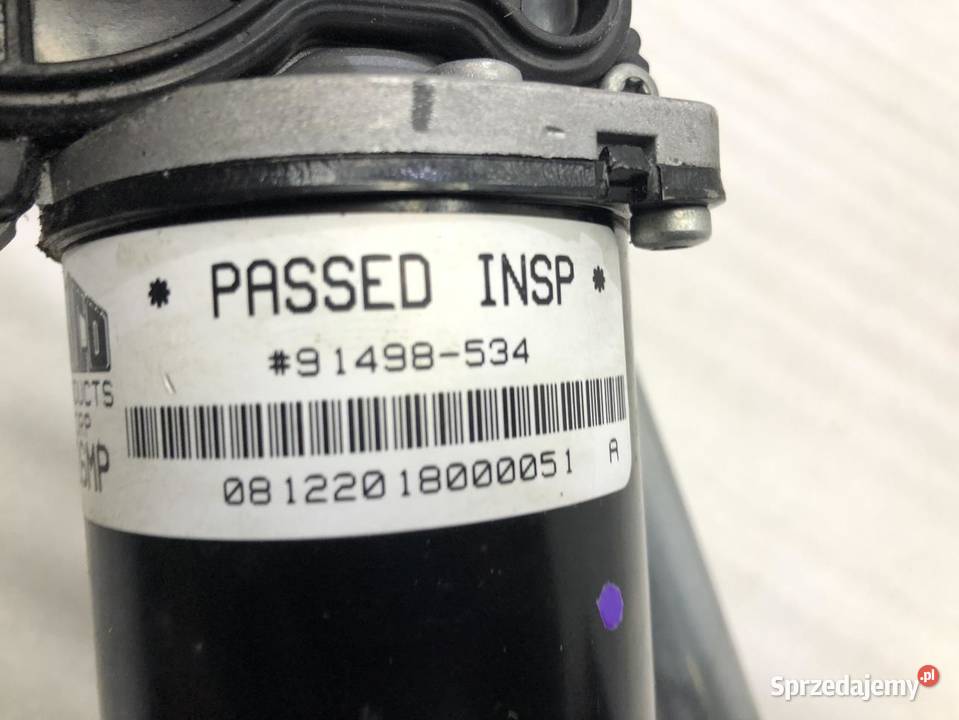 * PASSED INSP *
#91498-534
08122018000051 A
Sprzedajemy.pl